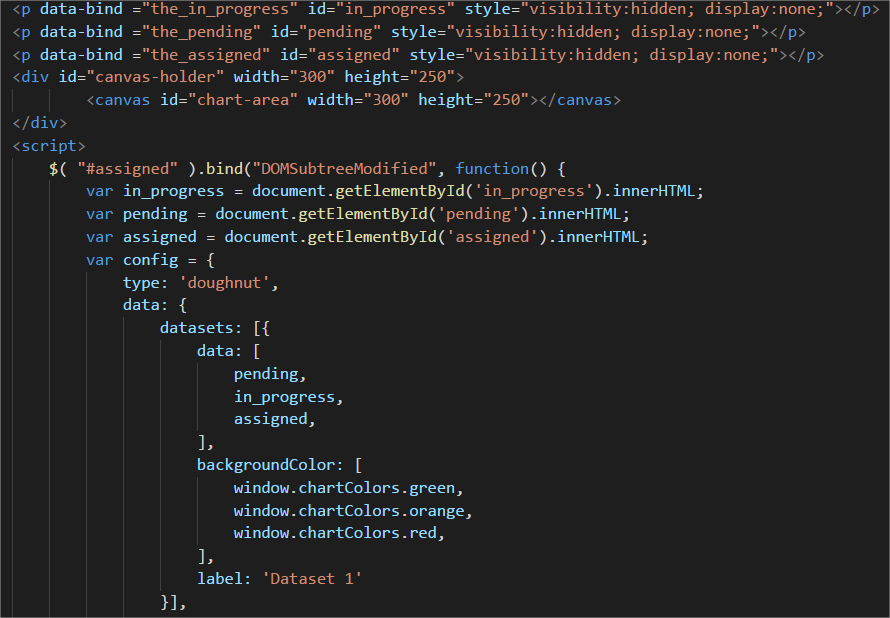 <p data-bind ="the_in_progress" id="in_progress" style="visibility:hidden; display:none;"></p>
<p data-bind ="the_pending" id="pending" style="visibility:hidden; display:none;"></p>
<p data-bind ="the_assigned" id="assigned" style="visibility:hidden; display:none;"></p>
<div id="canvas-holder" width="300" height="250">
        <canvas id="chart-area" width="300" height="250"></canvas>
</div>
<script>
    $( "#assigned" ).bind("DOMSubtreeModified", function() {
        var in_progress = document.getElementById('in_progress').innerHTML;
        var pending = document.getElementById('pending').innerHTML;
        var assigned = document.getElementById('assigned').innerHTML;
        var config = {
            type: 'doughnut',
            data: {
                datasets: [{
                    data: [
                        pending,
                        in_progress,
                        assigned,
                    ],
                    backgroundColor: [
                        window.chartColors.green,
                        window.chartColors.orange,
                        window.chartColors.red,
                    ],
                    label: 'Dataset 1'
                }],